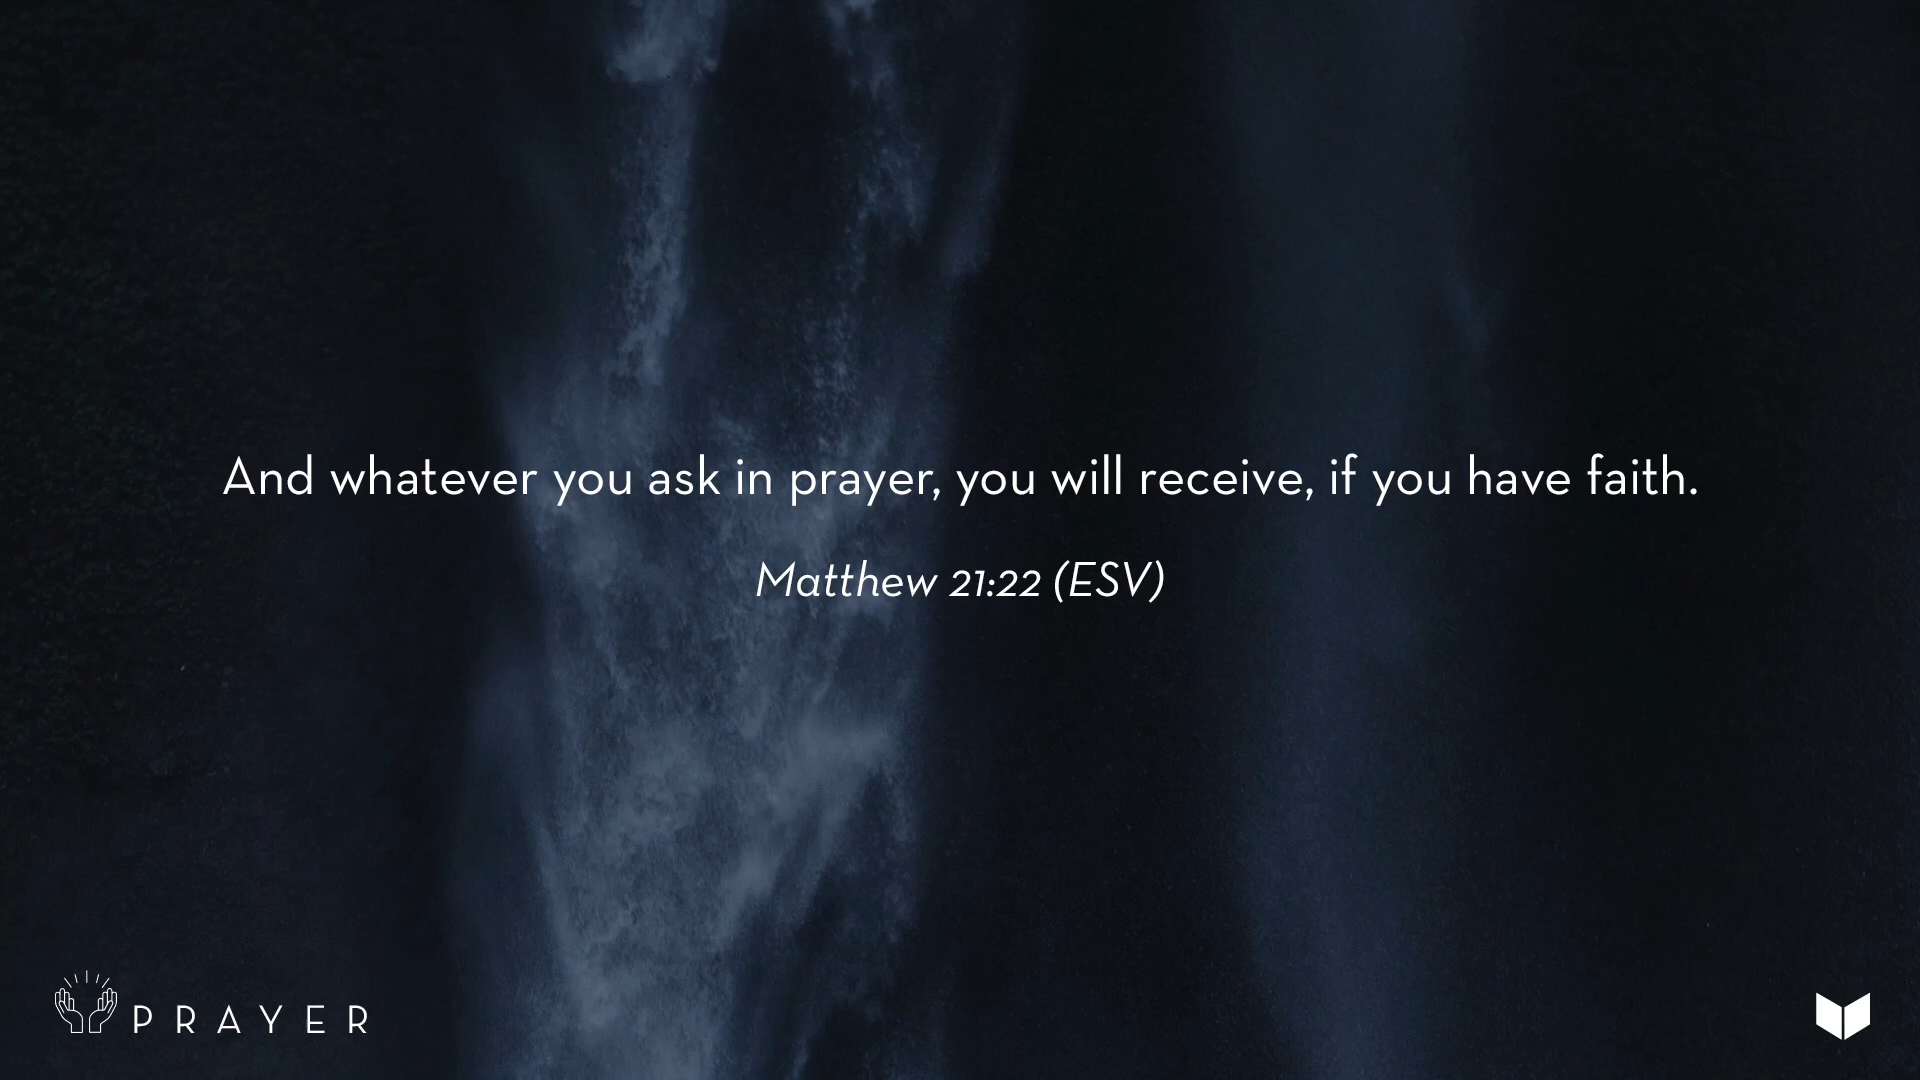 And whatever you ask in prayer, you will receive, if you have faith.
Matthew 21:22 (ESV)
PRAYER